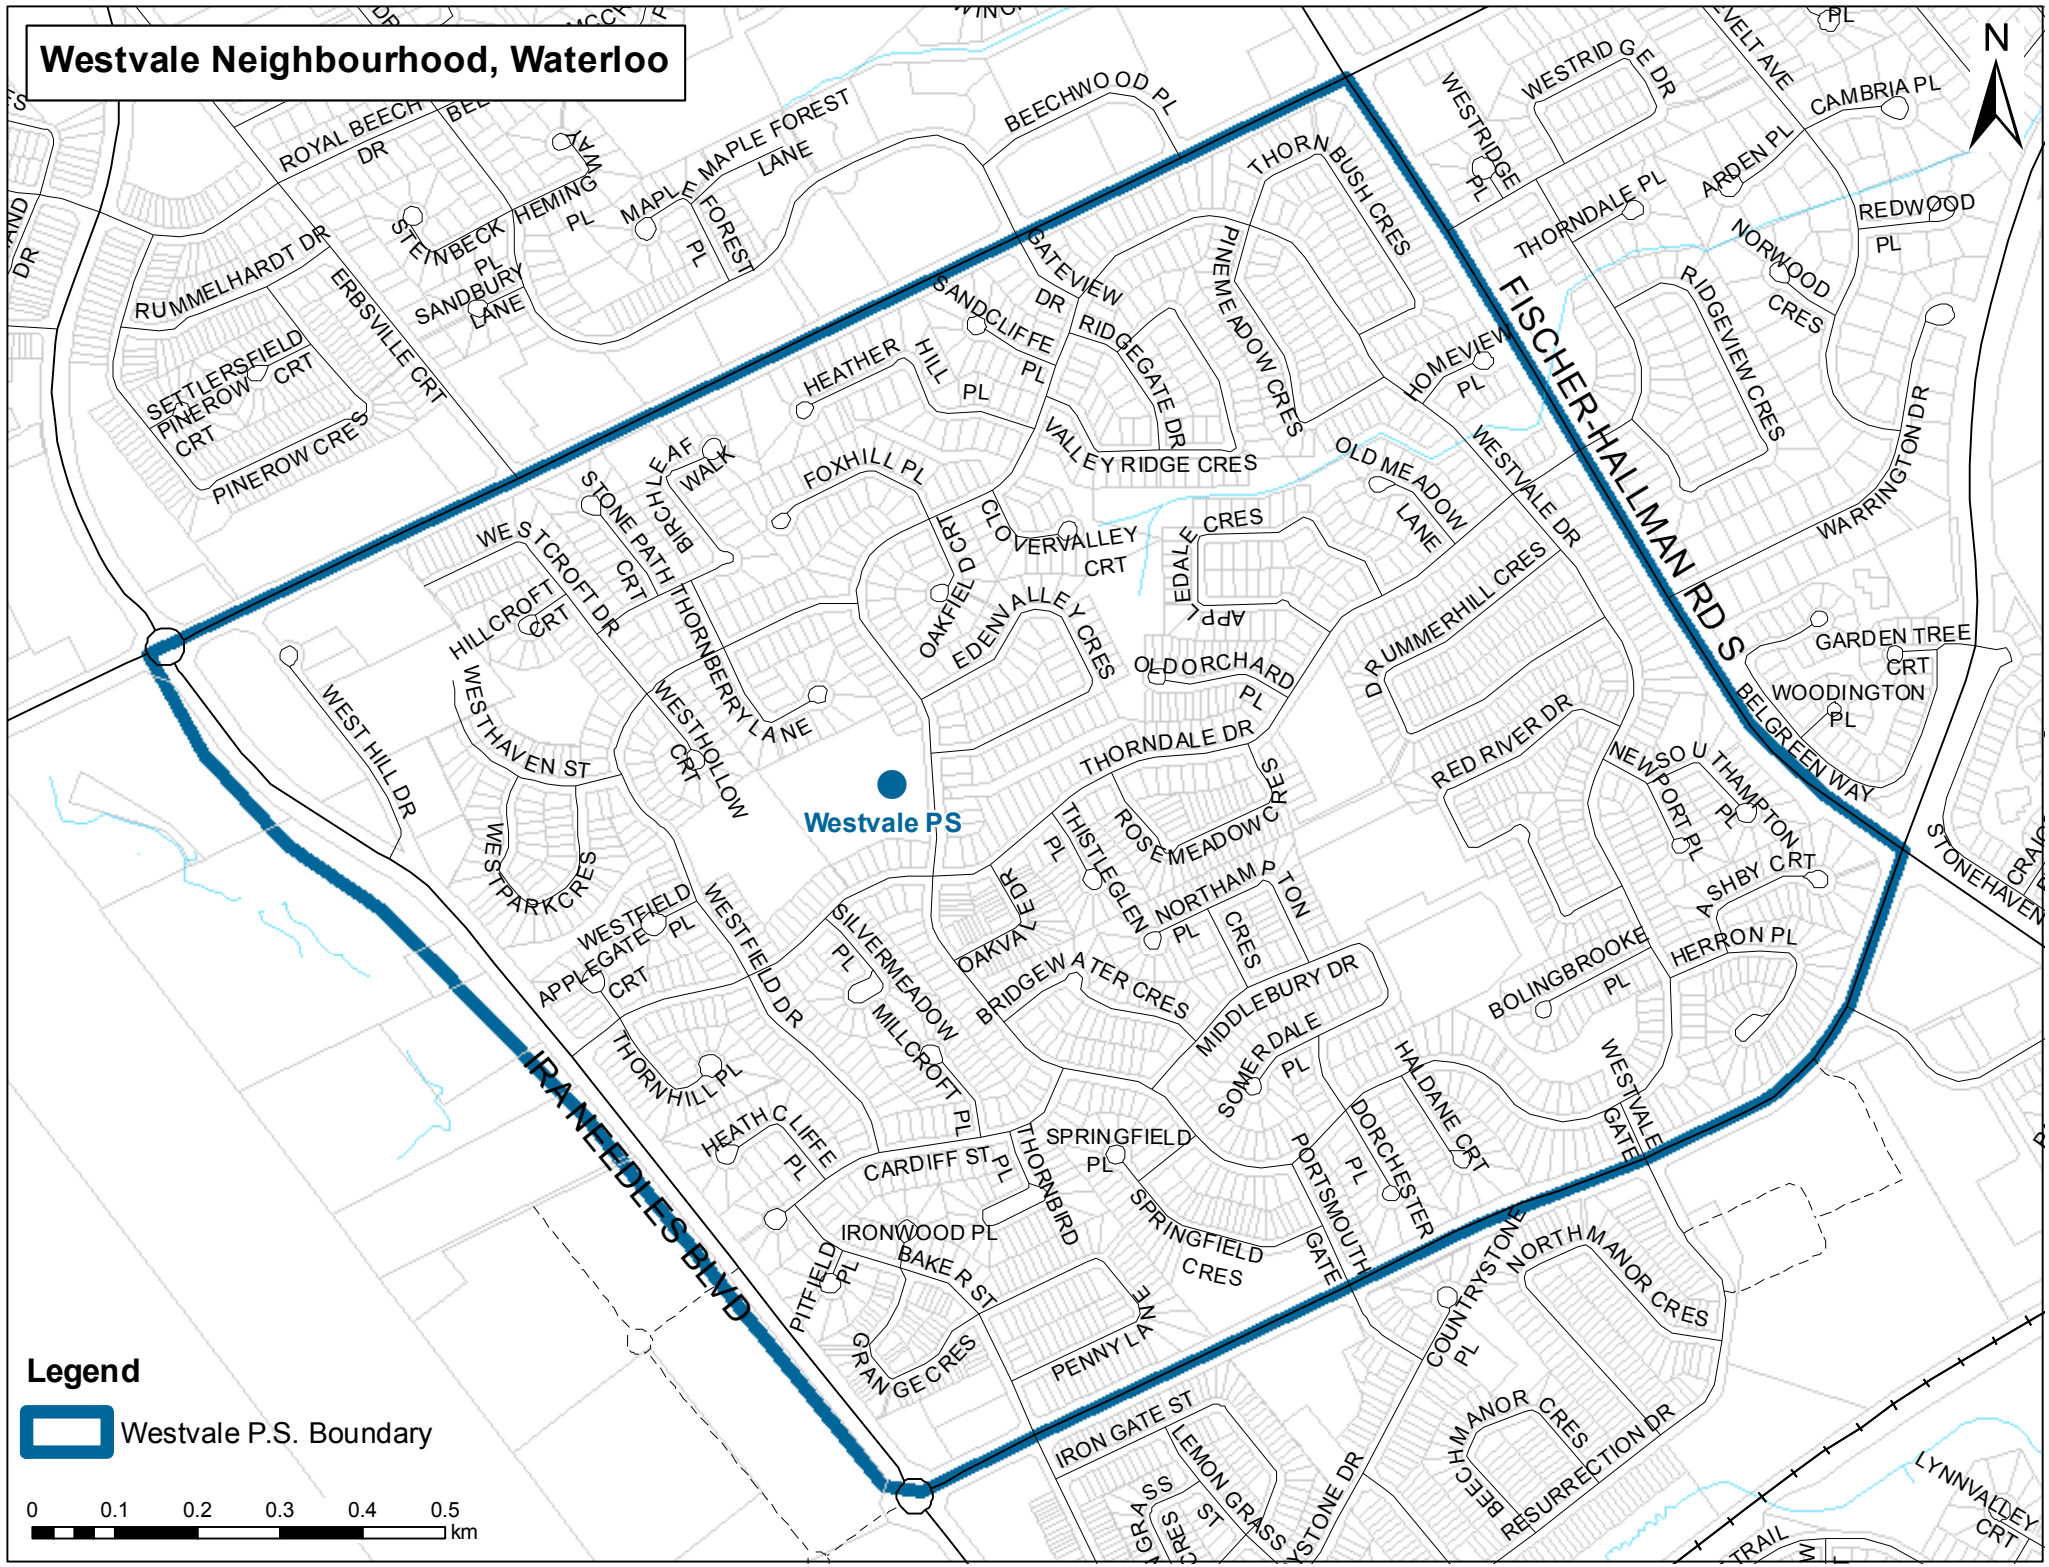 Westvale Neighbourhood, Waterloo
N
ROYAL BEECH
DR
BEECHWOOD PL
MAPLE FOREST
LANE
MAPLE FOREST
PL
HEMING
WAY
PL
STEINBECK
PL
SANDBURY
LANE
RUMMELHARDT DR
ERBSVILLE CRT
SETTLERSFIELD
CRT
PINEROW
CRT
PINEROW CRES
WESTRIDGE DR
WESTRIDGE
PL
CAMBRIA PL
ARDEN PL
THORNDALE PL
REDWOOD
PL
NORWOOD
CRES
RIDGEVIEW CRES
WARRINGTON DR
THORNBUSH CRES
GATEVIEW
DR
SANDCLIFFE
PL
RIDGEGATE DR
PINEMEADOW CRES
HEATHER
HILL
PL
HOMEVIEW
PL
VALLEY RIDGE CRES
FISCHER-HALLMAN RD S
BIRCHLEAF
WALK
FOXHILL PL
OLD MEADOW
LANE
WESTVALE DR
STONEPATH
CRT
WESTCROFT DR
HILLCROFT
CRT
OAKFIELD CRT
CLOVERVALLEY
CRT
APPLEDALE
CRES
EDENVALLEY CRES
THORNBERRY LANE
OLD ORCHARD
PL
DRUMMERHILL CRES
GARDEN TREE
CRT
WOODINGTON
PL
BELGREEN WAY
WEST HILL DR
WESTHAVEN ST
WESTHOLLOW
CRT
THORNDALE DR
RED RIVER DR
NEWPORT PL
SOUTHAMPTON
PL
Westvale PS
WESTPARK CRES
THISTLEGLEN
PL
ROSEMEADOW CRES
ASHBY CRT
STONEHAVEN
WESTFIELD
PL
APPLEGATE
CRT
WESTFIELD DR
SILVERMEADOW
PL
OAKVALE DR
NORTHAMPTON
PL
CRES
HERRON PL
BOLINGBROOKE
PL
BRIDGEWATER CRES
MIDDLEBURY DR
MILLCROFT PL
SOMERDALE
PL
IRA NEEDLES BLVD
THORNHILL PL
HEATHCLIFFE
PL
HALDANE CRT
WESTVALE
GATE
CARDIFF ST
THORNBIRD
PL
SPRINGFIELD
PL
DORCHESTER
PL
PORTSMOUTH
GATE
SPRINGFIELD
CRES
IRONWOOD PL
BAKER ST
PITFIELD
PL
GRANGE CRES
PENNY LANE
NORTHMANOR CRES
COUNTRYSTONE
PL
IRON GATE ST
LEMON GRASS
ST
BEECHMANOR
CRES
RESURRECTION DR
LYNNVALLEY
CRT
TRAIL
Legend
Westvale P.S. Boundary
0 0.1 0.2 0.3 0.4 0.5
km